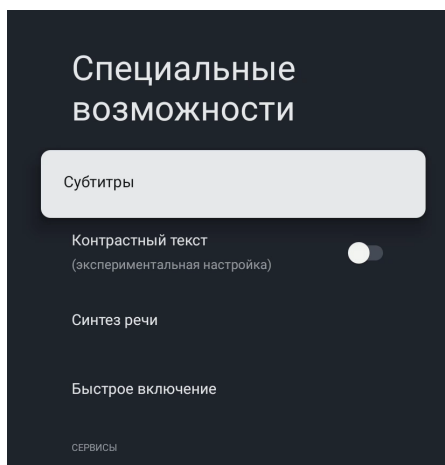 Специальные
возможности
Субтитры
Контрастный текст
(экспериментальная настройка)
Синтез речи
Быстрое включение
СЕРВИСЫ